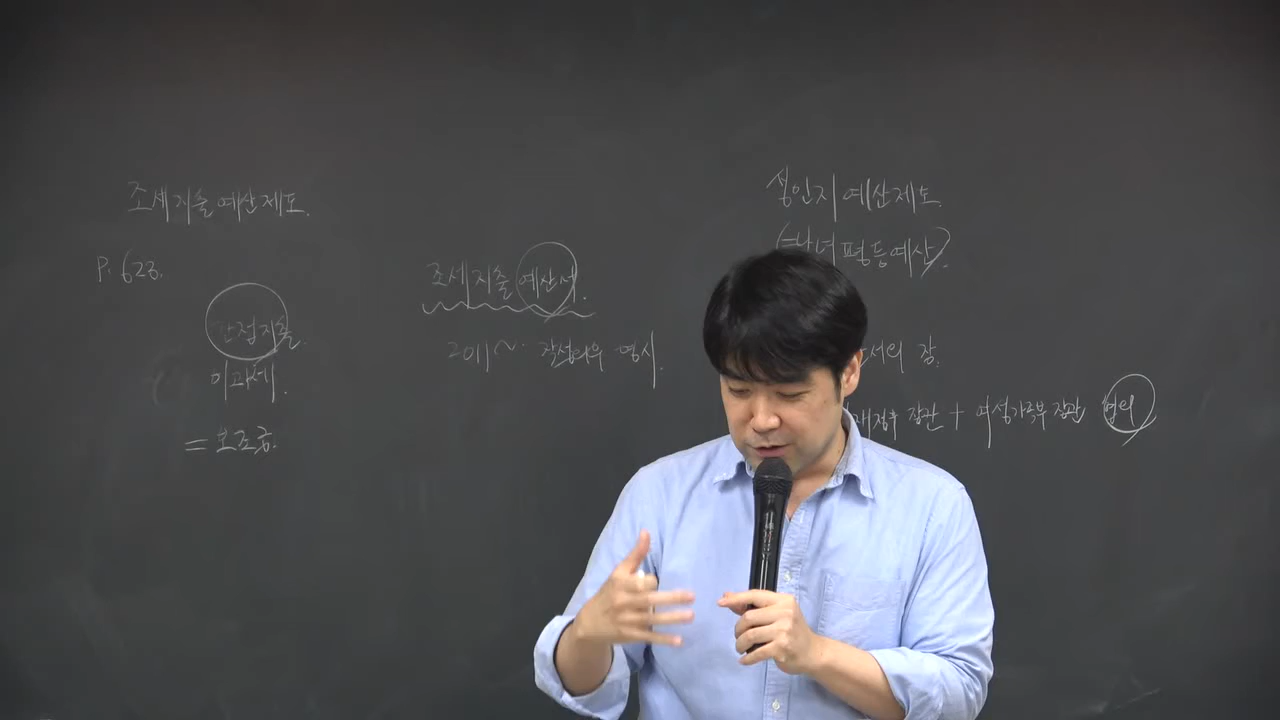 조세지출예산제도.
P. 623.
간접지출.
= 보조금.
조세지출 예산서.
2011~. 작성의무 명시
성인지 예산제도.
(=남녀평등예산)
서의 장.
재정부 장관 + 여성가족부장관 협의